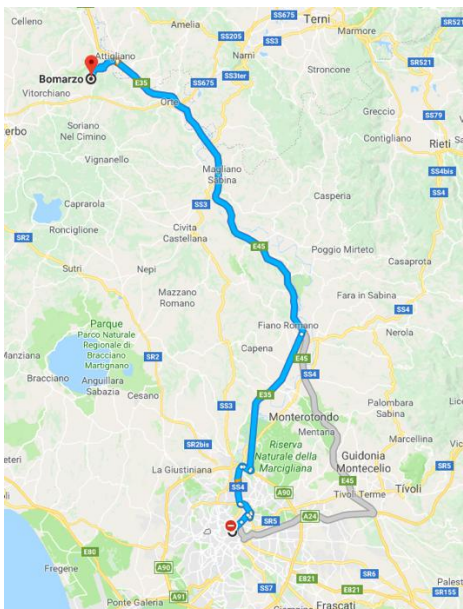 Celleno
Amelia
SS675
Terni
SR521
Marmore
Attigliano
SS205
SS3
Narni
SR521
Bomarzo
Stroncone
E35
SS675
SS3ter
Vitorchiano
Orte
SS79
Greccio
Soriano
Nel Cimino
Contigliano
Rieti
Vignanello
SS4bis
Magliano
Sabina
SS4
Caprarola
SS3
Casperia
Ronciglione
Civita
Castellana
SR2
E45
Poggio Mirteto
Casaprota
Sutri
Nepi
Mazzano
Romano
Fara in Sabina
SS4
Parque
Parco Naturale
Regionale di
Bracciano
Martignano
Fiano Romano
Nerola
Capena
E45
Manziana
SR2
SS4
Bracciano
Anguillara
Sabazia
Cesano
E35
SS3
Monterotondo
Palombara
Sabina
Mentana
SR2bis
Riserva
Naturale della
Marcigliana
Marcellina
Guidonia
Montecelio
SR5
La Giustiniana
E45
SS4
A90
Tivoli Terme
Tívoli
SR5
A24
E80
A90
SR6
Fregene
E821
E821
SS7
A91
SR155
Ponte Galeria
Frascati